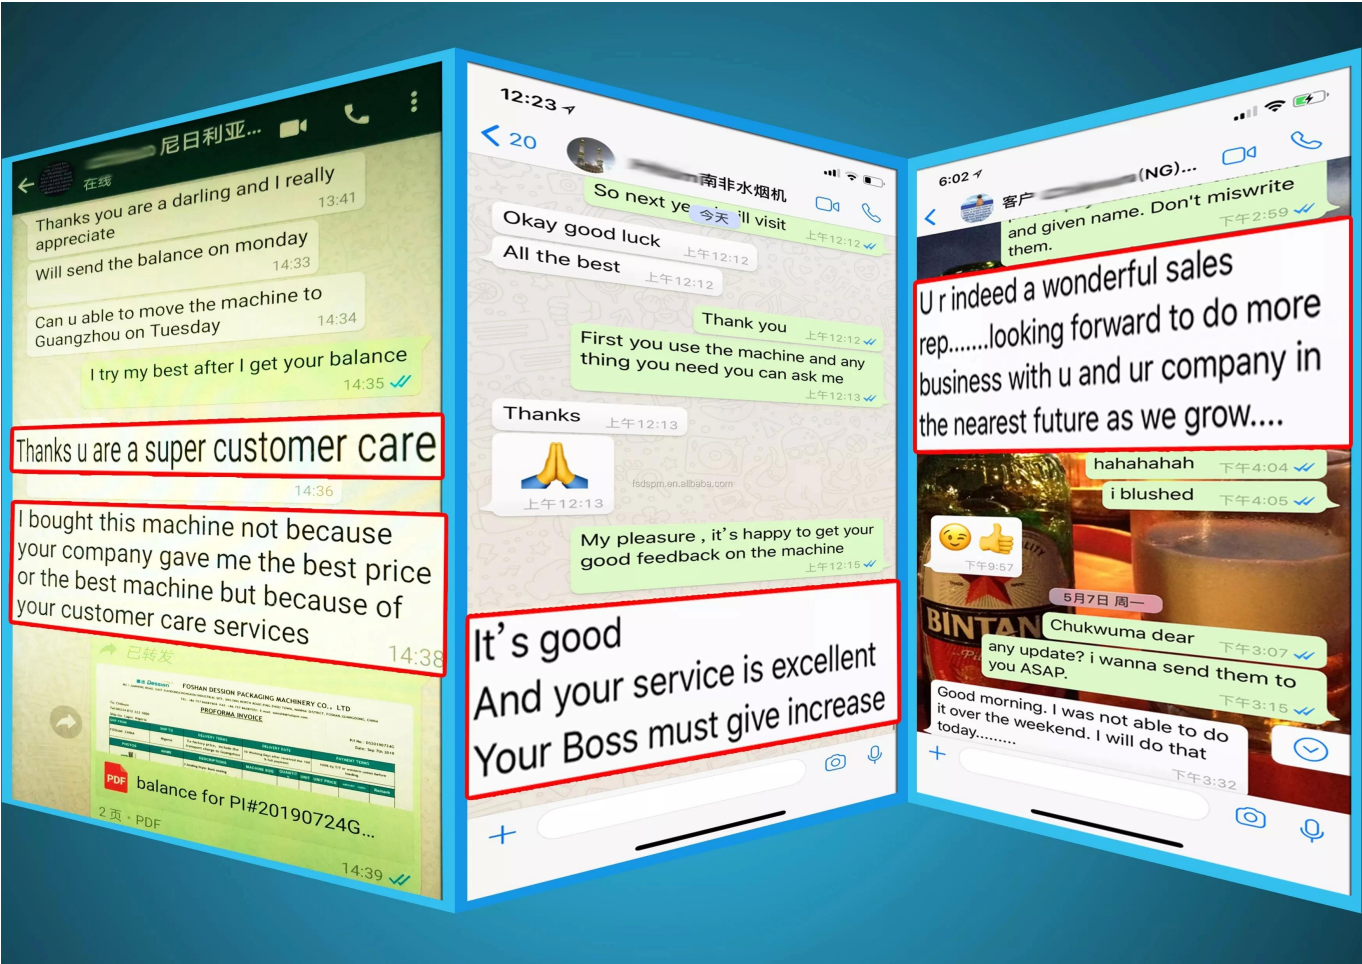 尼日利亚...
在线
Thanks you are a darling and I really
appreciate
13:41
Will send the balance on monday
14:33
Can u able to move the machine to
Guangzhou on Tuesday
14:34
I try my best after I get your balance
14:35
Thanks u are a super customer care
14:36
I bought this machine not because
your company gave me the best price
or the best machine but because of
your customer care services
14:38
已转发
Dession
FOSHAN DESSION PACKAGING MACHINERY CO., LTD
PROFORMA INVOICE
DELIVERY TERMS
DELIVERY DATE
PAYMENT TERMS
PDF
balance for PI#20190724G...
2 页 · PDF
14:39
12:23
20
南非水烟机
So next ye
ill visit
今天
上午12:12
Okay good luck
上午12:12
All the best
上午12:12
Thank you
上午12:12
First you use the machine and any
thing you need you can ask me
上午12:13
Thanks
上午12:13
上午12:13
fsdspm.en.alibaba.com
My pleasure , it's happy to get your
good feedback on the machine
上午12:15
It's good
And your service is excellent
Your Boss must give increase
6:02
客户
(NG)...
and given name. Don't miswrite
them.
下午2:59
U r indeed a wonderful sales
rep.......looking forward to do more
business with u and ur company in
the nearest future as we grow....
hahahahah
下午4:04
i blushed
下午4:05
下午9:57
BINTAN
5月7日 周一
Chukwuma dear
下午3:07
any update? i wanna send them to
you ASAP.
下午3:15
Good morning. I was not able to do
it over the weekend. I will do that
today.........
下午3:32